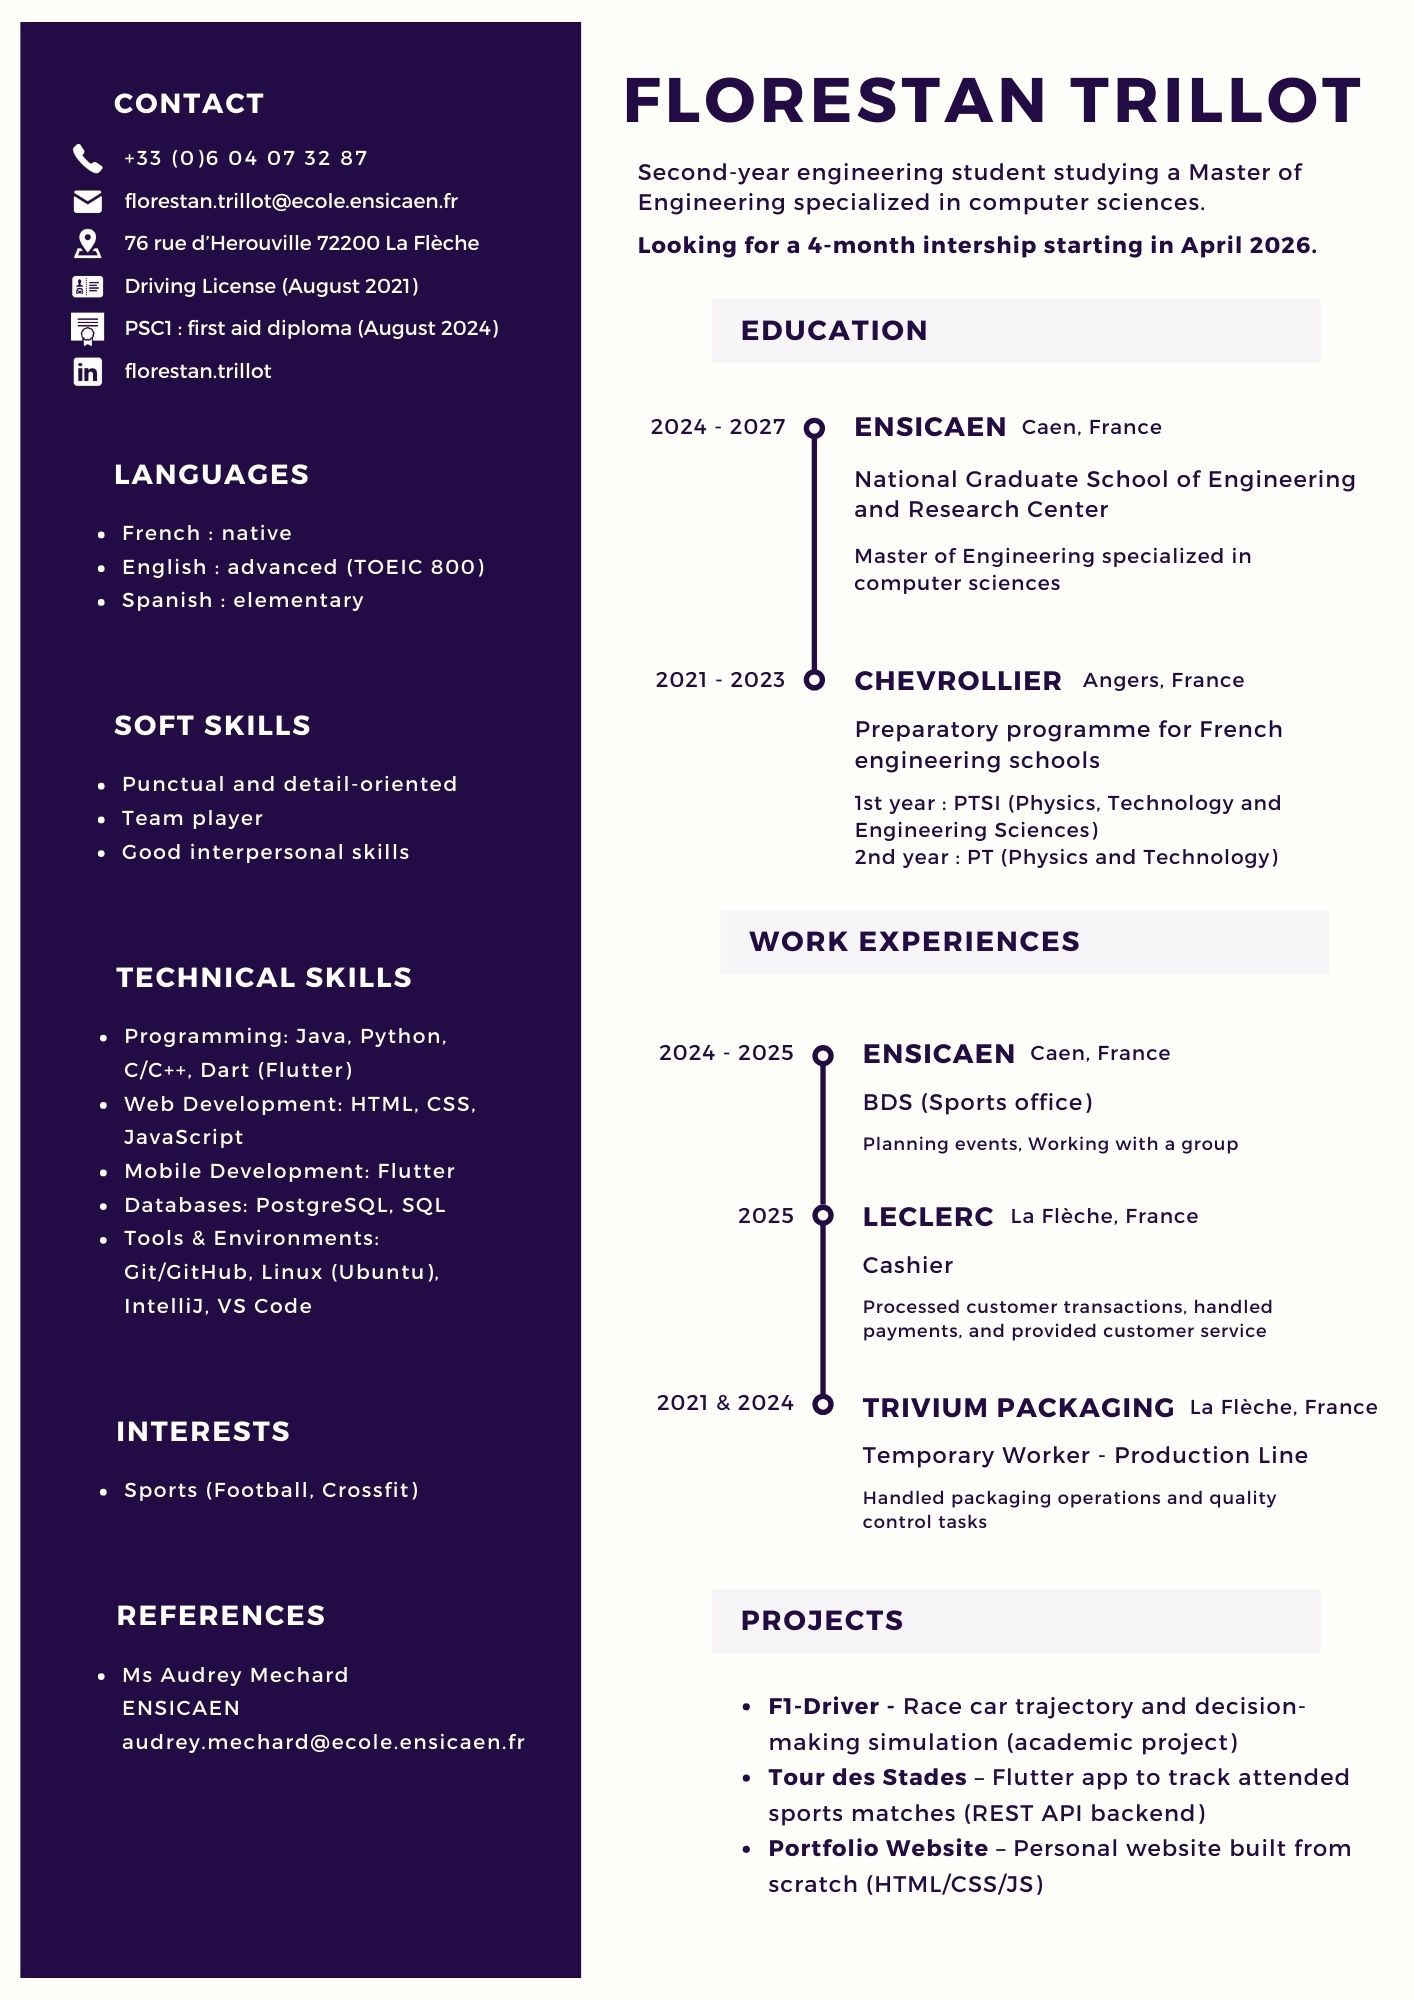 CONTACT
+33 (0)6 04 07 32 87
florestan.trillot@ecole.ensicaen.fr
76 rue d’Herouville 72200 La Flèche
Driving License (August 2021)
PSC1 : first aid diploma (August 2024)
in florestan.trillot
LANGUAGES
• French : native
• English : advanced (TOEIC 800)
• Spanish : elementary
SOFT SKILLS
• Punctual and detail-oriented
• Team player
• Good interpersonal skills
TECHNICAL SKILLS
• Programming: Java, Python,
C/C++, Dart (Flutter)
• Web Development: HTML, CSS,
JavaScript
• Mobile Development: Flutter
• Databases: PostgreSQL, SQL
• Tools & Environments:
Git/GitHub, Linux (Ubuntu),
IntelliJ, VS Code
INTERESTS
• Sports (Football, Crossfit)
REFERENCES
• Ms Audrey Mechard
ENSICAEN
audrey.mechard@ecole.ensicaen.fr
FLORESTAN TRILLOT
Second-year engineering student studying a Master of
Engineering specialized in computer sciences.
Looking for a 4-month intership starting in April 2026.
EDUCATION
2024 - 2027 ENSICAEN Caen, France
National Graduate School of Engineering
and Research Center
Master of Engineering specialized in
computer sciences
2021 - 2023 CHEVROLLIER Angers, France
Preparatory programme for French
engineering schools
1st year : PTSI (Physics, Technology and
Engineering Sciences)
2nd year : PT (Physics and Technology)
WORK EXPERIENCES
2024 - 2025 ENSICAEN Caen, France
BDS (Sports office)
Planning events, Working with a group
2025 LECLERC La Flèche, France
Cashier
Processed customer transactions, handled
payments, and provided customer service
2021 & 2024 TRIVIUM PACKAGING La Flèche, France
Temporary Worker - Production Line
Handled packaging operations and quality
control tasks
PROJECTS
• F1-Driver - Race car trajectory and decision-
making simulation (academic project)
• Tour des Stades – Flutter app to track attended
sports matches (REST API backend)
• Portfolio Website – Personal website built from
scratch (HTML/CSS/JS)